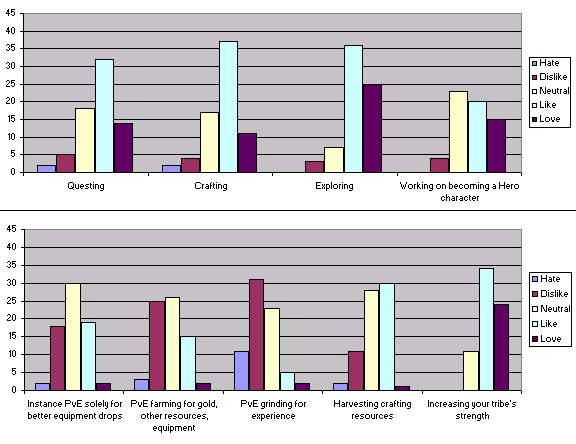 45
40
35
30
25
20
15
10
5
0
Questing
Crafting
Exploring
Working on becoming a Hero
character
Hate
Dislike
Neutral
Like
Love
45
40
35
30
25
20
15
10
5
0
Instance PvE solely for
better equipment drops
PvE farming for gold,
other resources,
equipment
PvE grinding for
experience
Harvesting crafting
resources
Increasing your tribe's
strength
Hate
Dislike
Neutral
Like
Love